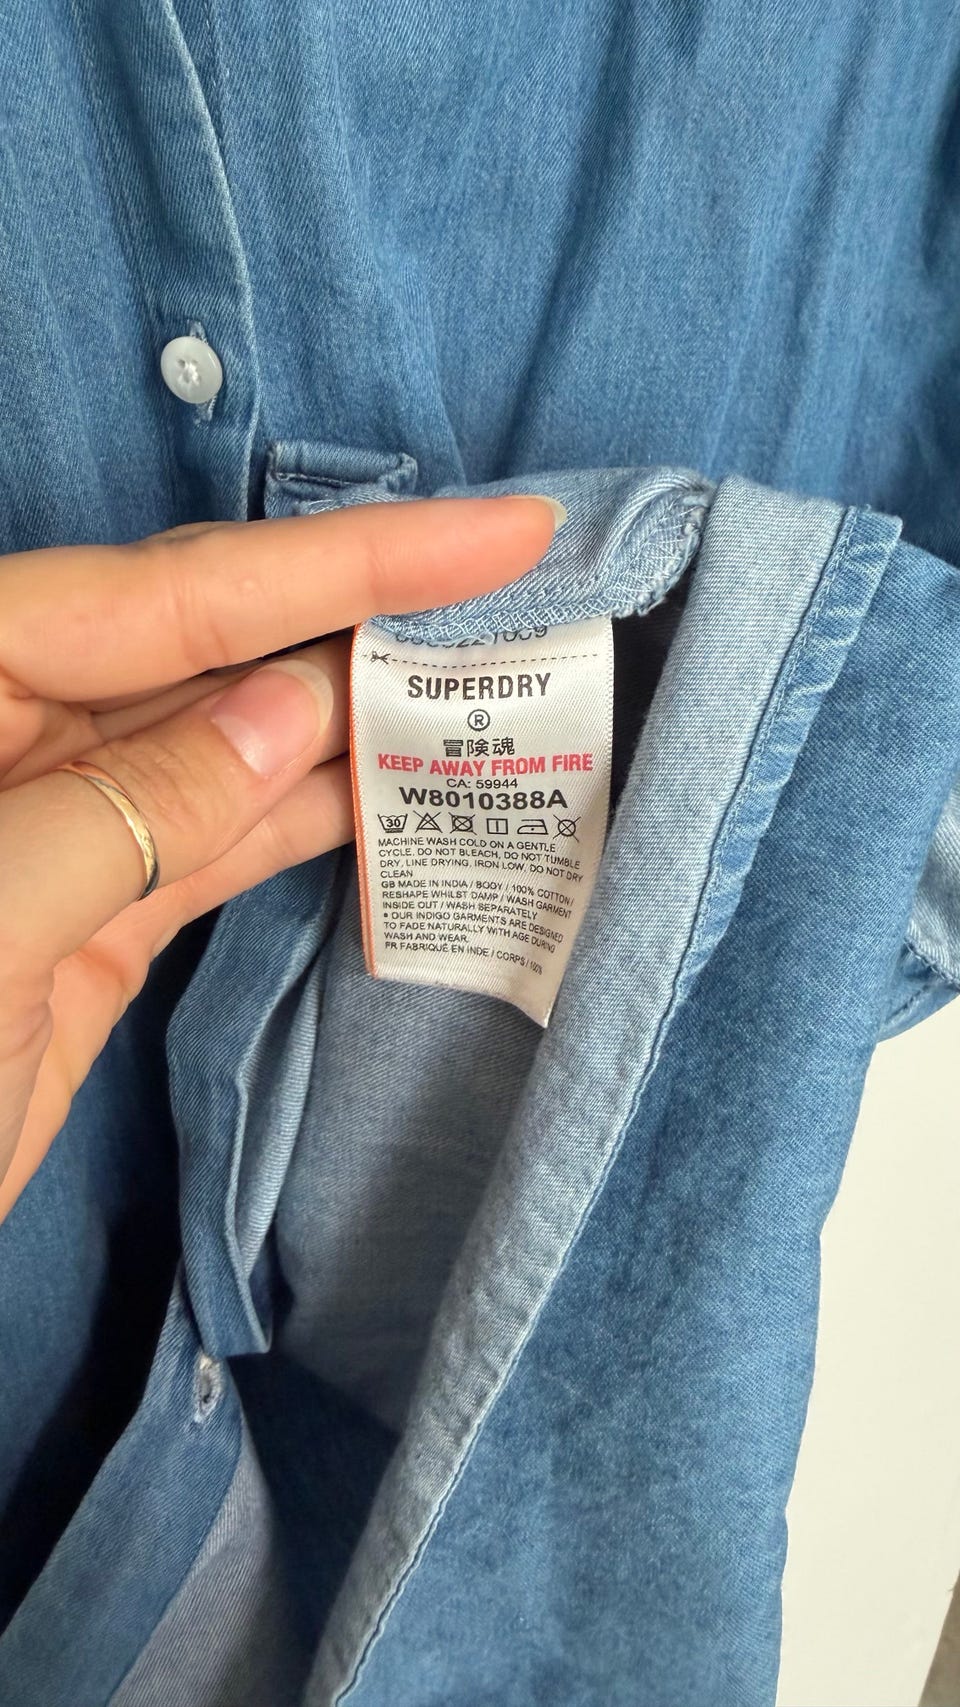 SUPERDRY
®
冒険魂
KEEP AWAY FROM FIRE
CA: 59944
W8010388A
30
MACHINE WASH COLD ON A GENTLE
CYCLE, DO NOT BLEACH, DO NOT TUMBLE
DRY, LINE DRYING, IRON LOW, DO NOT DRY
CLEAN
GB MADE IN INDIA / BODY / 100% COTTON /
RESHAPE WHILST DAMP / WASH GARMENT
INSIDE OUT / WASH SEPARATELY
• OUR INDIGO GARMENTS ARE DESIGNED
TO FADE NATURALLY WITH AGE DURING
WASH AND WEAR.
FR FABRIQUÉ EN INDE / CORPS / 100%